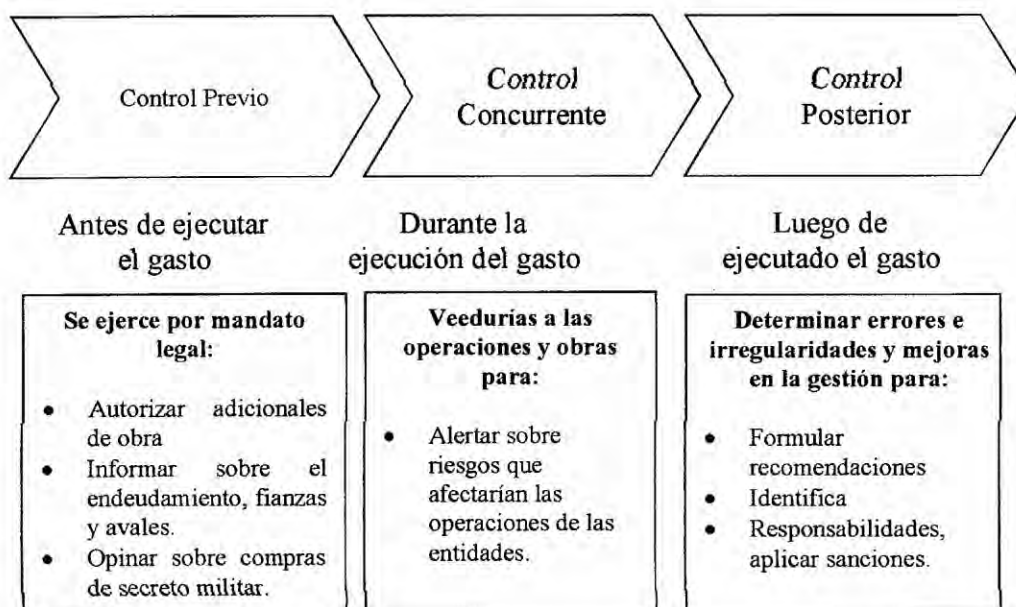 Control Previo
Control
Concurrente
Control
Posterior
Antes de ejecutar
el gasto
Durante la
ejecución del gasto
Luego de
ejecutado el gasto
Se ejerce por mandato
legal:
• Autorizar adicionales
de obra
• Informar sobre el
endeudamiento, fianzas
y avales.
• Opinar sobre compras
de secreto militar.
Veedurías a las
operaciones y obras
para:
• Alertar sobre
riesgos que
afectarían las
operaciones de las
entidades.
Determinar errores e
irregularidades y mejoras
en la gestión para:
• Formular
recomendaciones
• Identifica
• Responsabilidades,
aplicar sanciones.